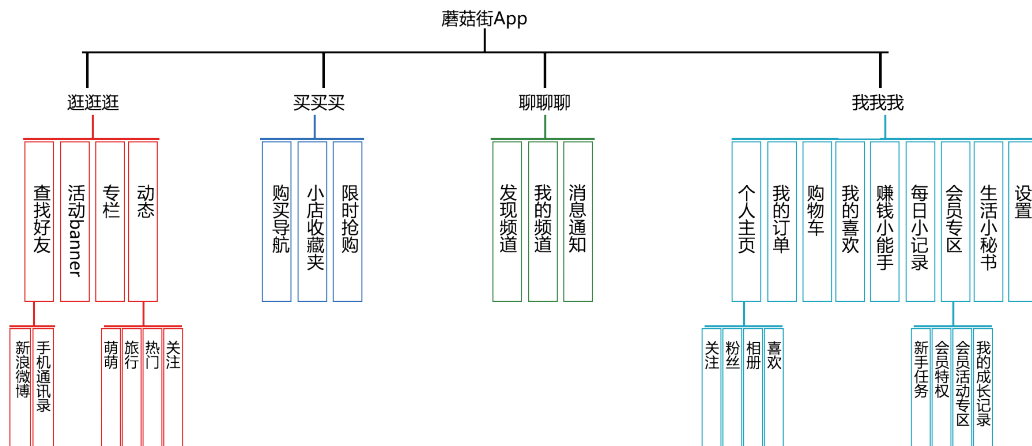 蘑菇街App
逛逛逛
买买买
聊聊聊
我我我
查找好友
活动banner
专栏
动态
购买导航
小店收藏夹
限时抢购
发现频道
我的频道
消息通知
个人主页
我的订单
购物车
我的喜欢
赚钱小能手
每日小记录
会员专区
生活小秘书
设置
新浪微博
手机通讯录
萌萌
旅行
热门
关注
关注
粉丝
相册
喜欢
新手任务
会员特权
会员活动专区
我的成长记录